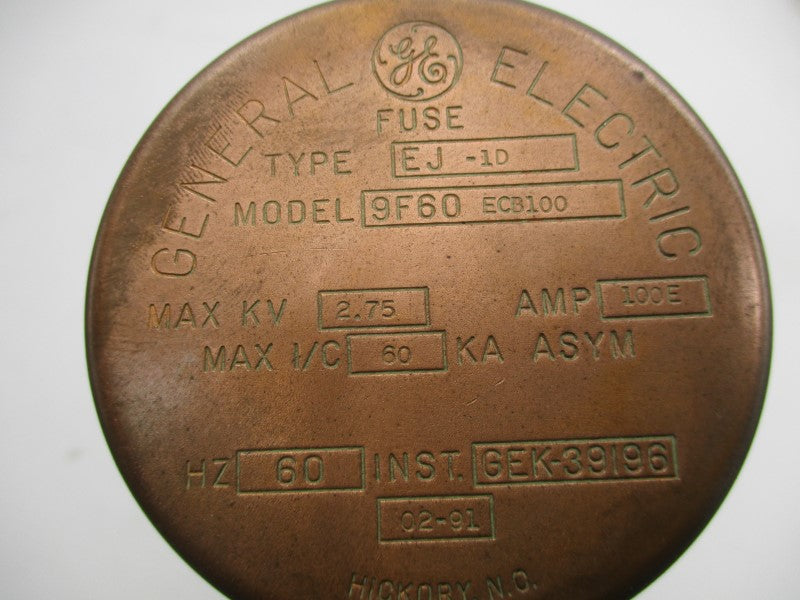 GENERAL GE ELECTRIC
FUSE
TYPE EJ -1D
MODEL 9F60 ECB100
MAX KV 2.75 AMP 100E
MAX I/C 60 KA ASYM
HZ 60 INST. GEK-39196
02-91
HICKORY, N.C.